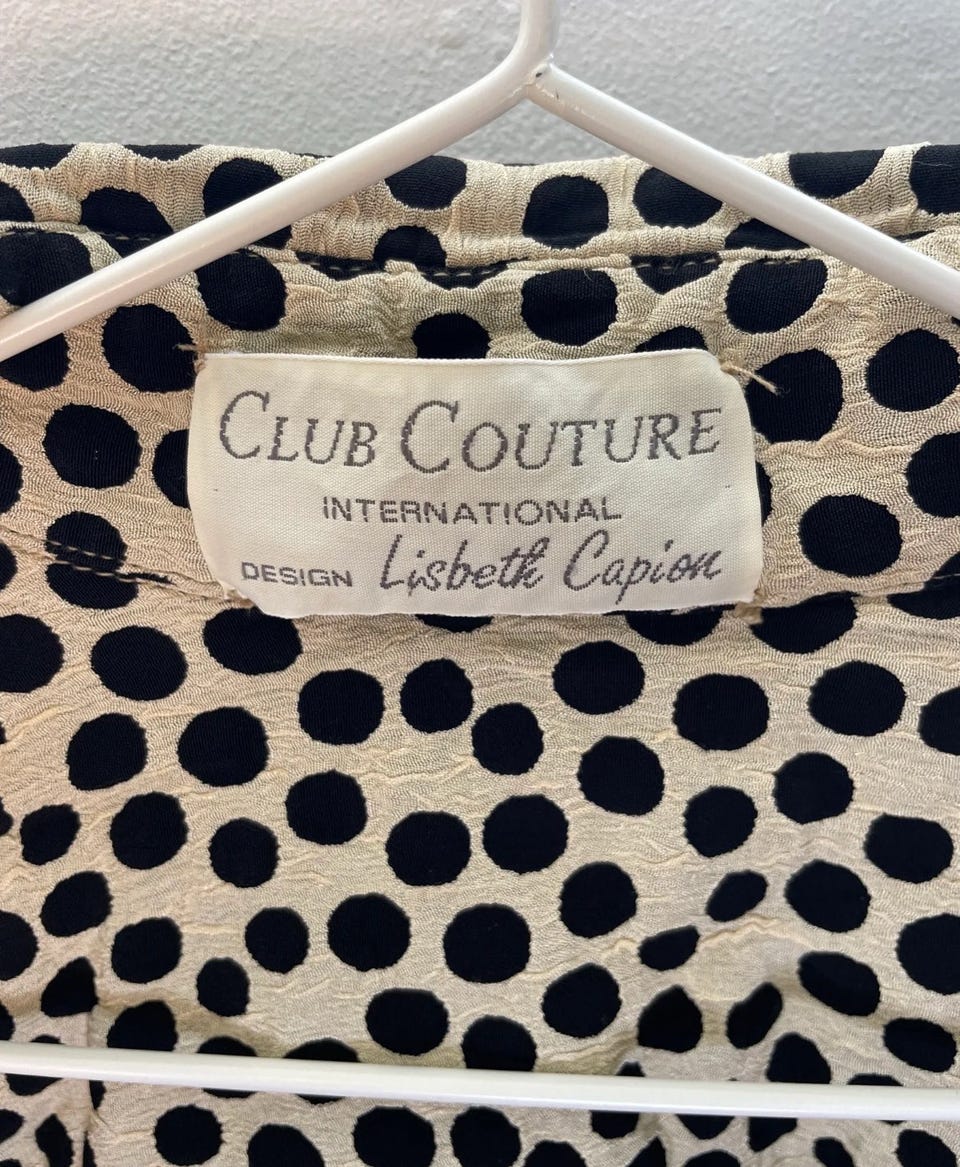 CLUB COUTURE
INTERNATIONAL
DESIGN Lisbeth Capion